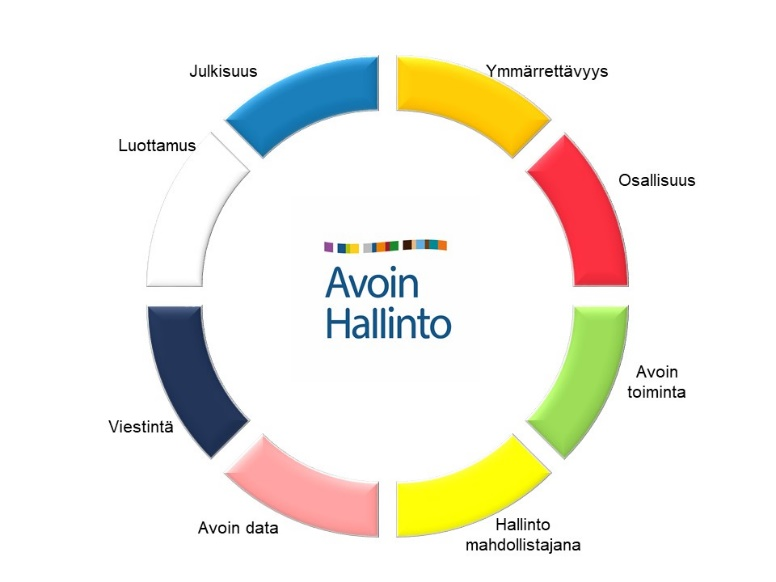 Julkisuus
Ymmärrettävyys
Luottamus
Osallisuus
Avoin
Hallinto
Avoin
toiminta
Viestintä
Avoin data
Hallinto
mahdollistajana